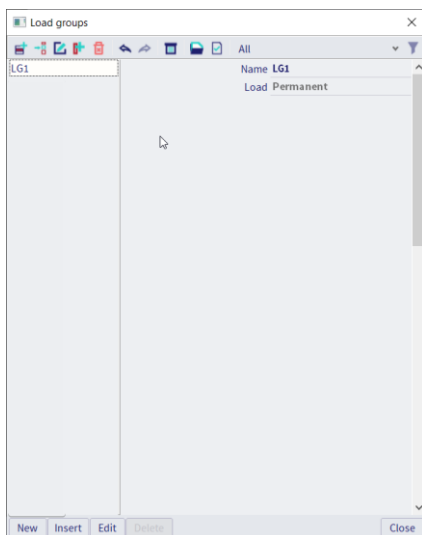 Load groups
All
LG1
Name LG1
Load Permanent
New Insert Edit Delete Close